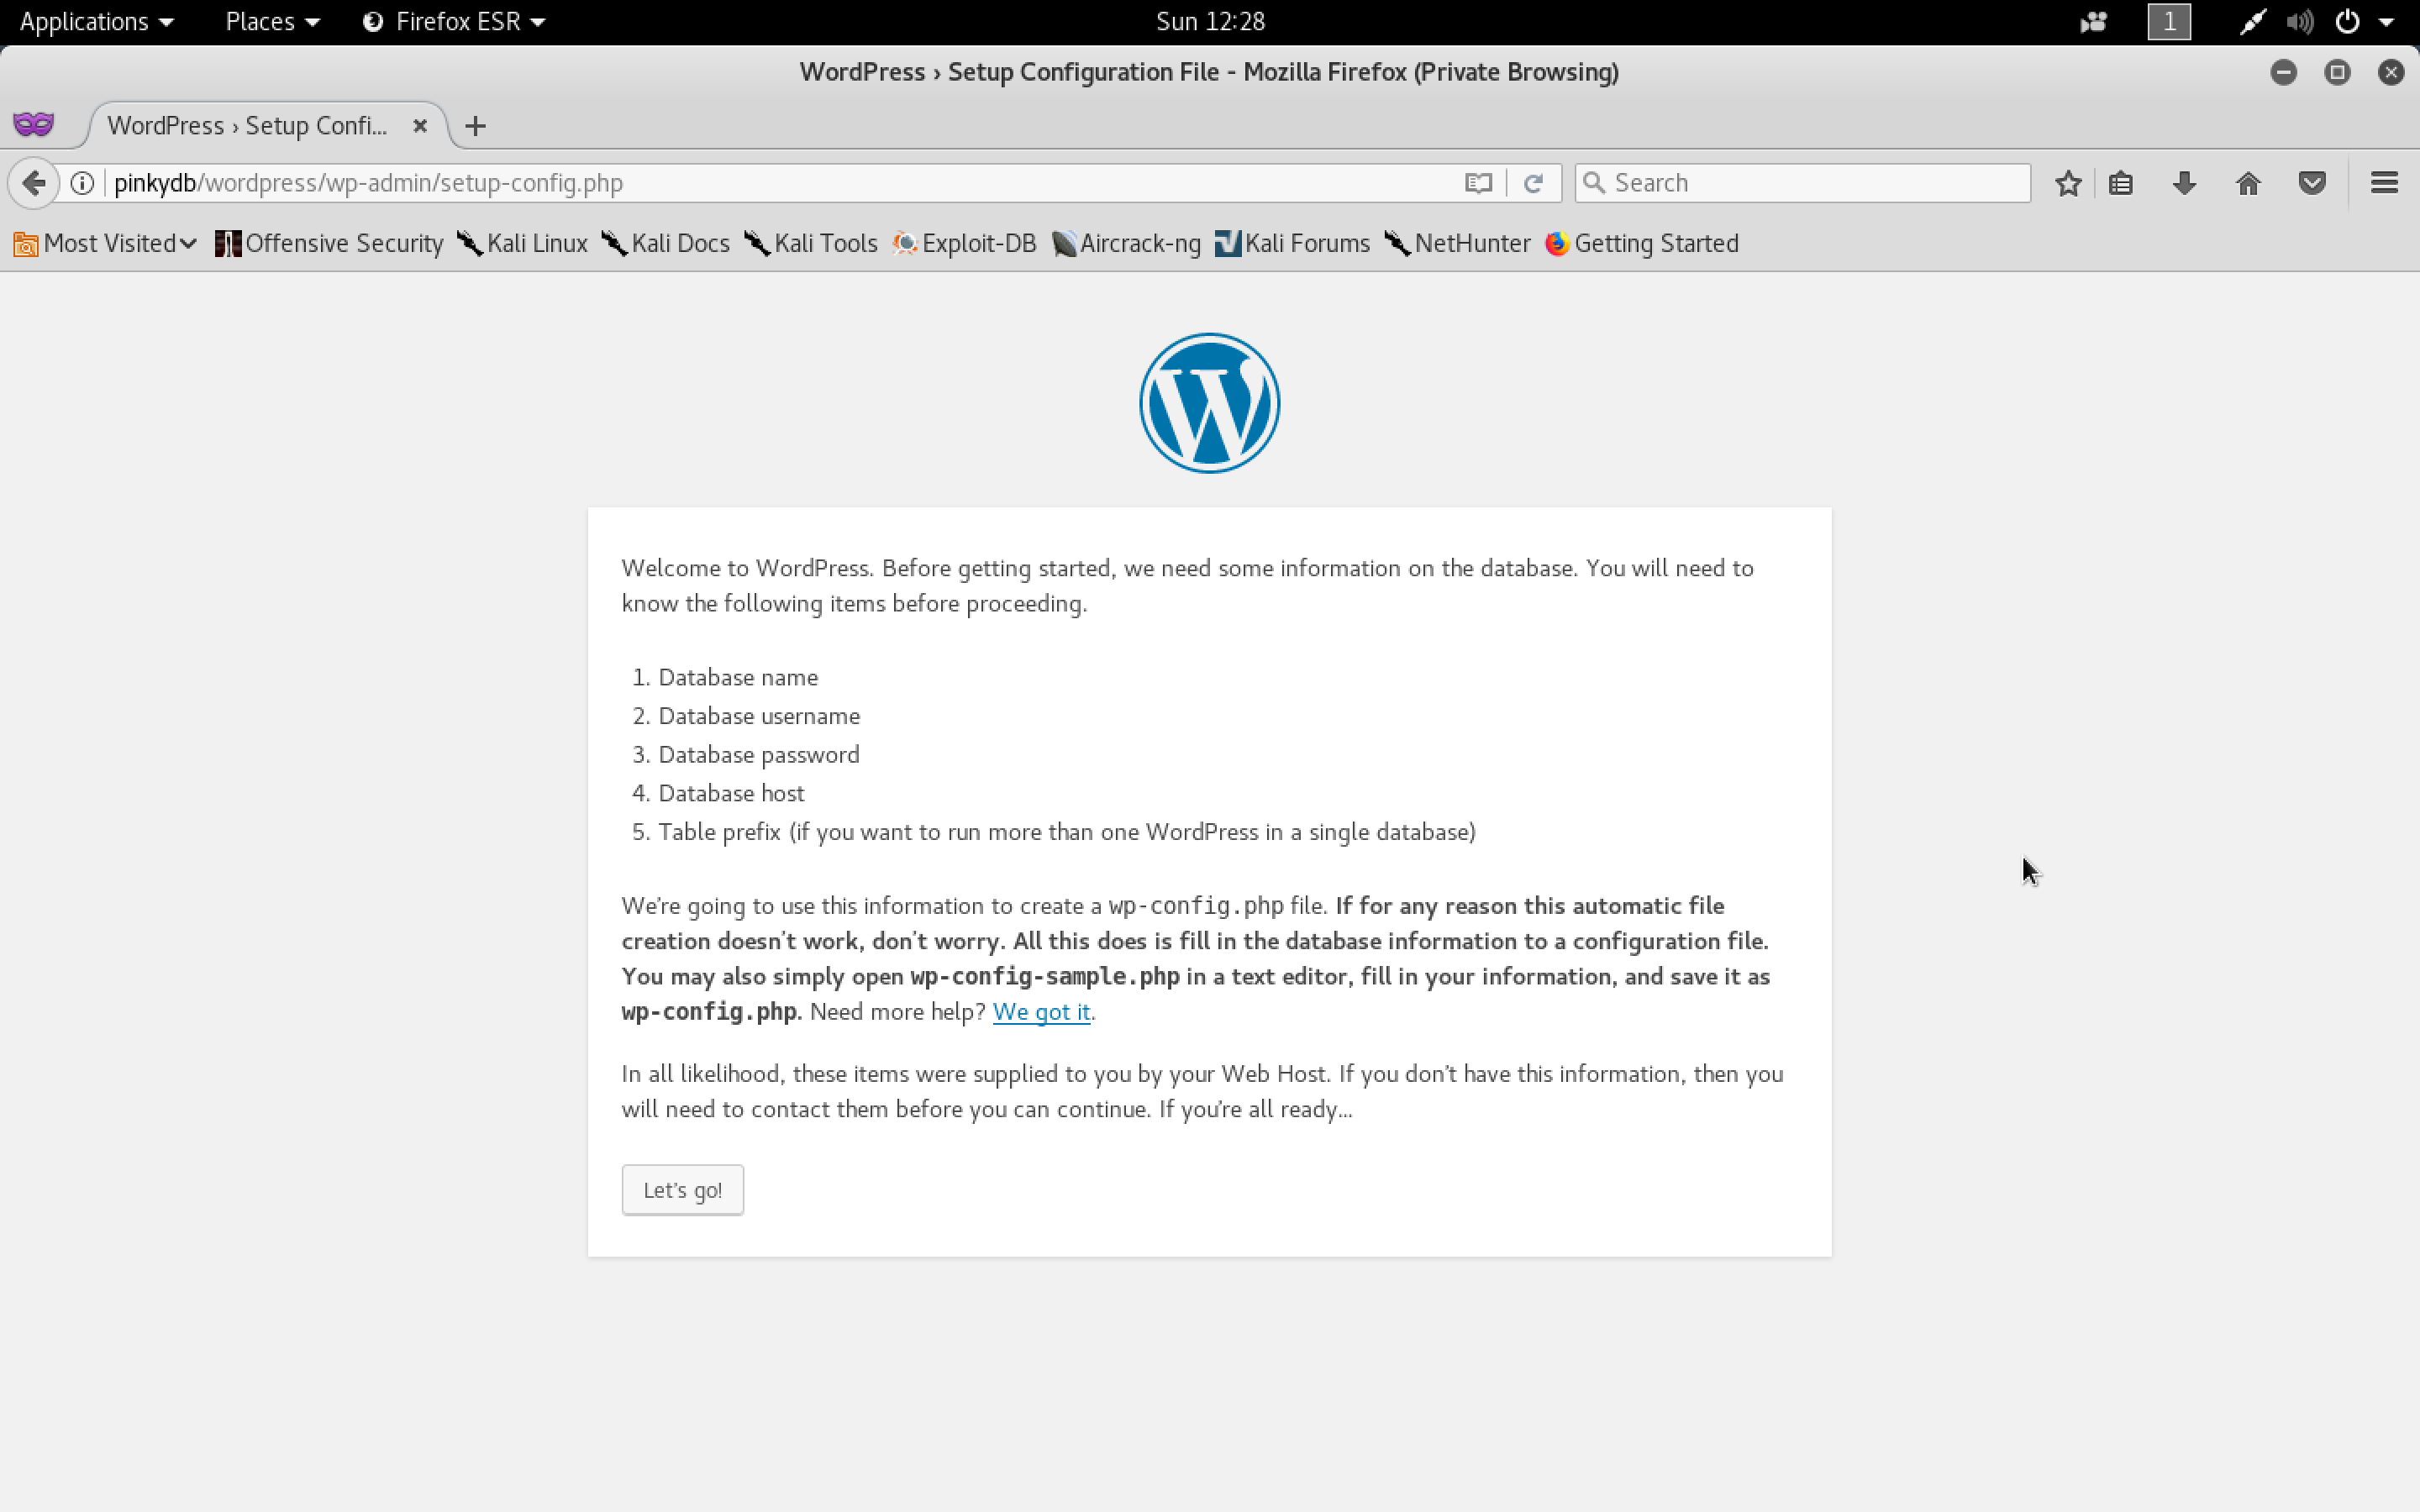 Applications Places Firefox ESR Sun 12:28 1
WordPress › Setup Configuration File - Mozilla Firefox (Private Browsing)
WordPress › Setup Confi...
pinkydb/wordpress/wp-admin/setup-config.php Search
Most Visited Offensive Security Kali Linux Kali Docs Kali Tools Exploit-DB Aircrack-ng Kali Forums NetHunter Getting Started
Welcome to WordPress. Before getting started, we need some information on the database. You will need to
know the following items before proceeding.
1. Database name
2. Database username
3. Database password
4. Database host
5. Table prefix (if you want to run more than one WordPress in a single database)
We’re going to use this information to create a wp-config.php file. If for any reason this automatic file
creation doesn’t work, don’t worry. All this does is fill in the database information to a configuration file.
You may also simply open wp-config-sample.php in a text editor, fill in your information, and save it as
wp-config.php. Need more help? We got it.
In all likelihood, these items were supplied to you by your Web Host. If you don’t have this information, then you
will need to contact them before you can continue. If you’re all ready…
Let’s go!